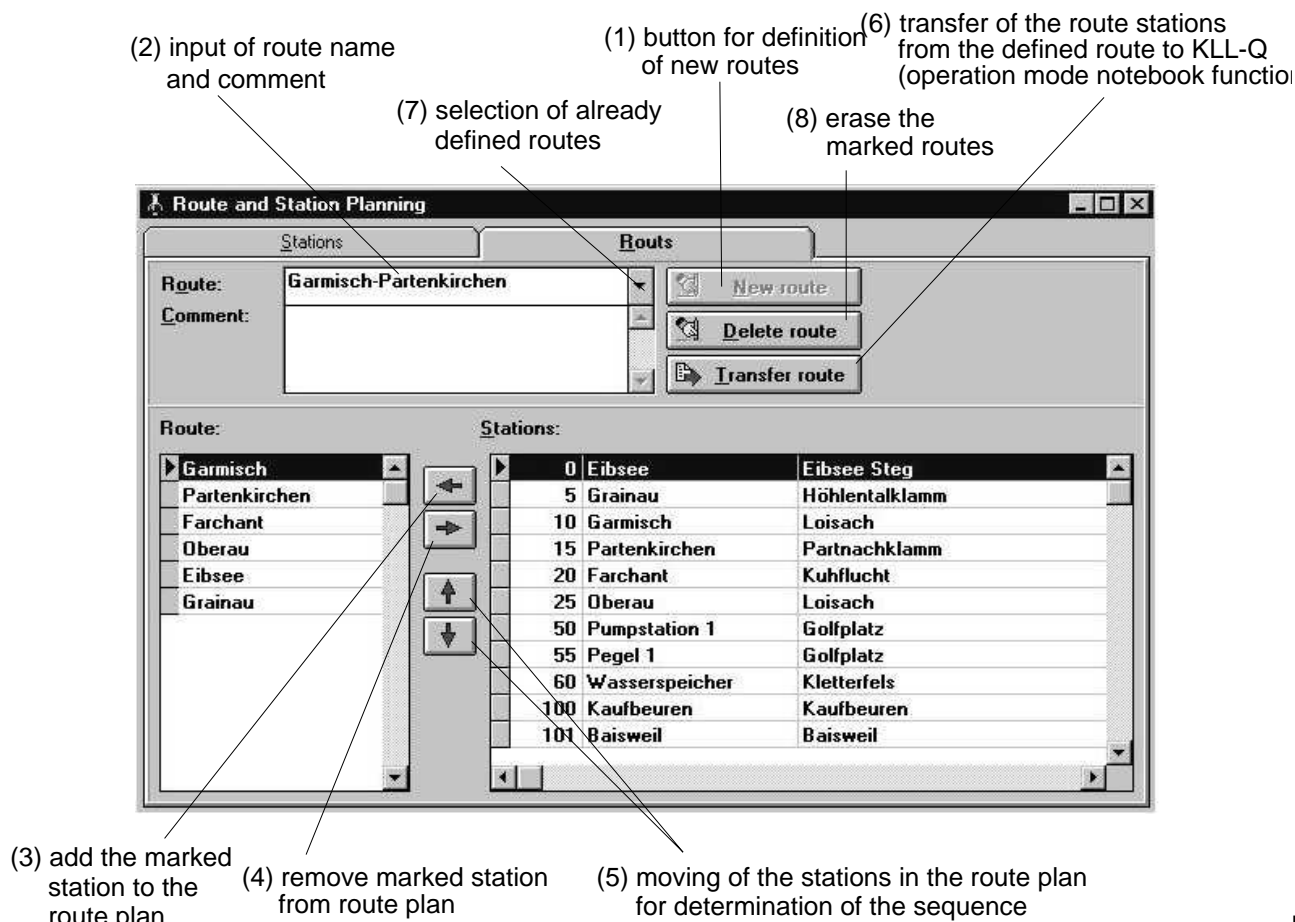 (2) input of route name
and comment
(1) button for definition
of new routes
(6) transfer of the route stations
from the defined route to KLL-Q
(operation mode notebook function
(7) selection of already
defined routes
(8) erase the
marked routes
Route and Station Planning
Stations Routs
Route: Garmisch-Partenkirchen New route
Comment: Delete route
Transfer route
Route: Stations:
Garmisch
Partenkirchen
Farchant
Oberau
Eibsee
Grainau
0 Eibsee Eibsee Steg
5 Grainau Höhlentalklamm
10 Garmisch Loisach
15 Partenkirchen Partnachklamm
20 Farchant Kuhflucht
25 Oberau Loisach
50 Pumpstation 1 Golfplatz
55 Pegel 1 Golfplatz
60 Wasserspeicher Kletterfels
100 Kaufbeuren Kaufbeuren
101 Baisweil Baisweil
(3) add the marked
station to the
route plan
(4) remove marked station
from route plan
(5) moving of the stations in the route plan
for determination of the sequence